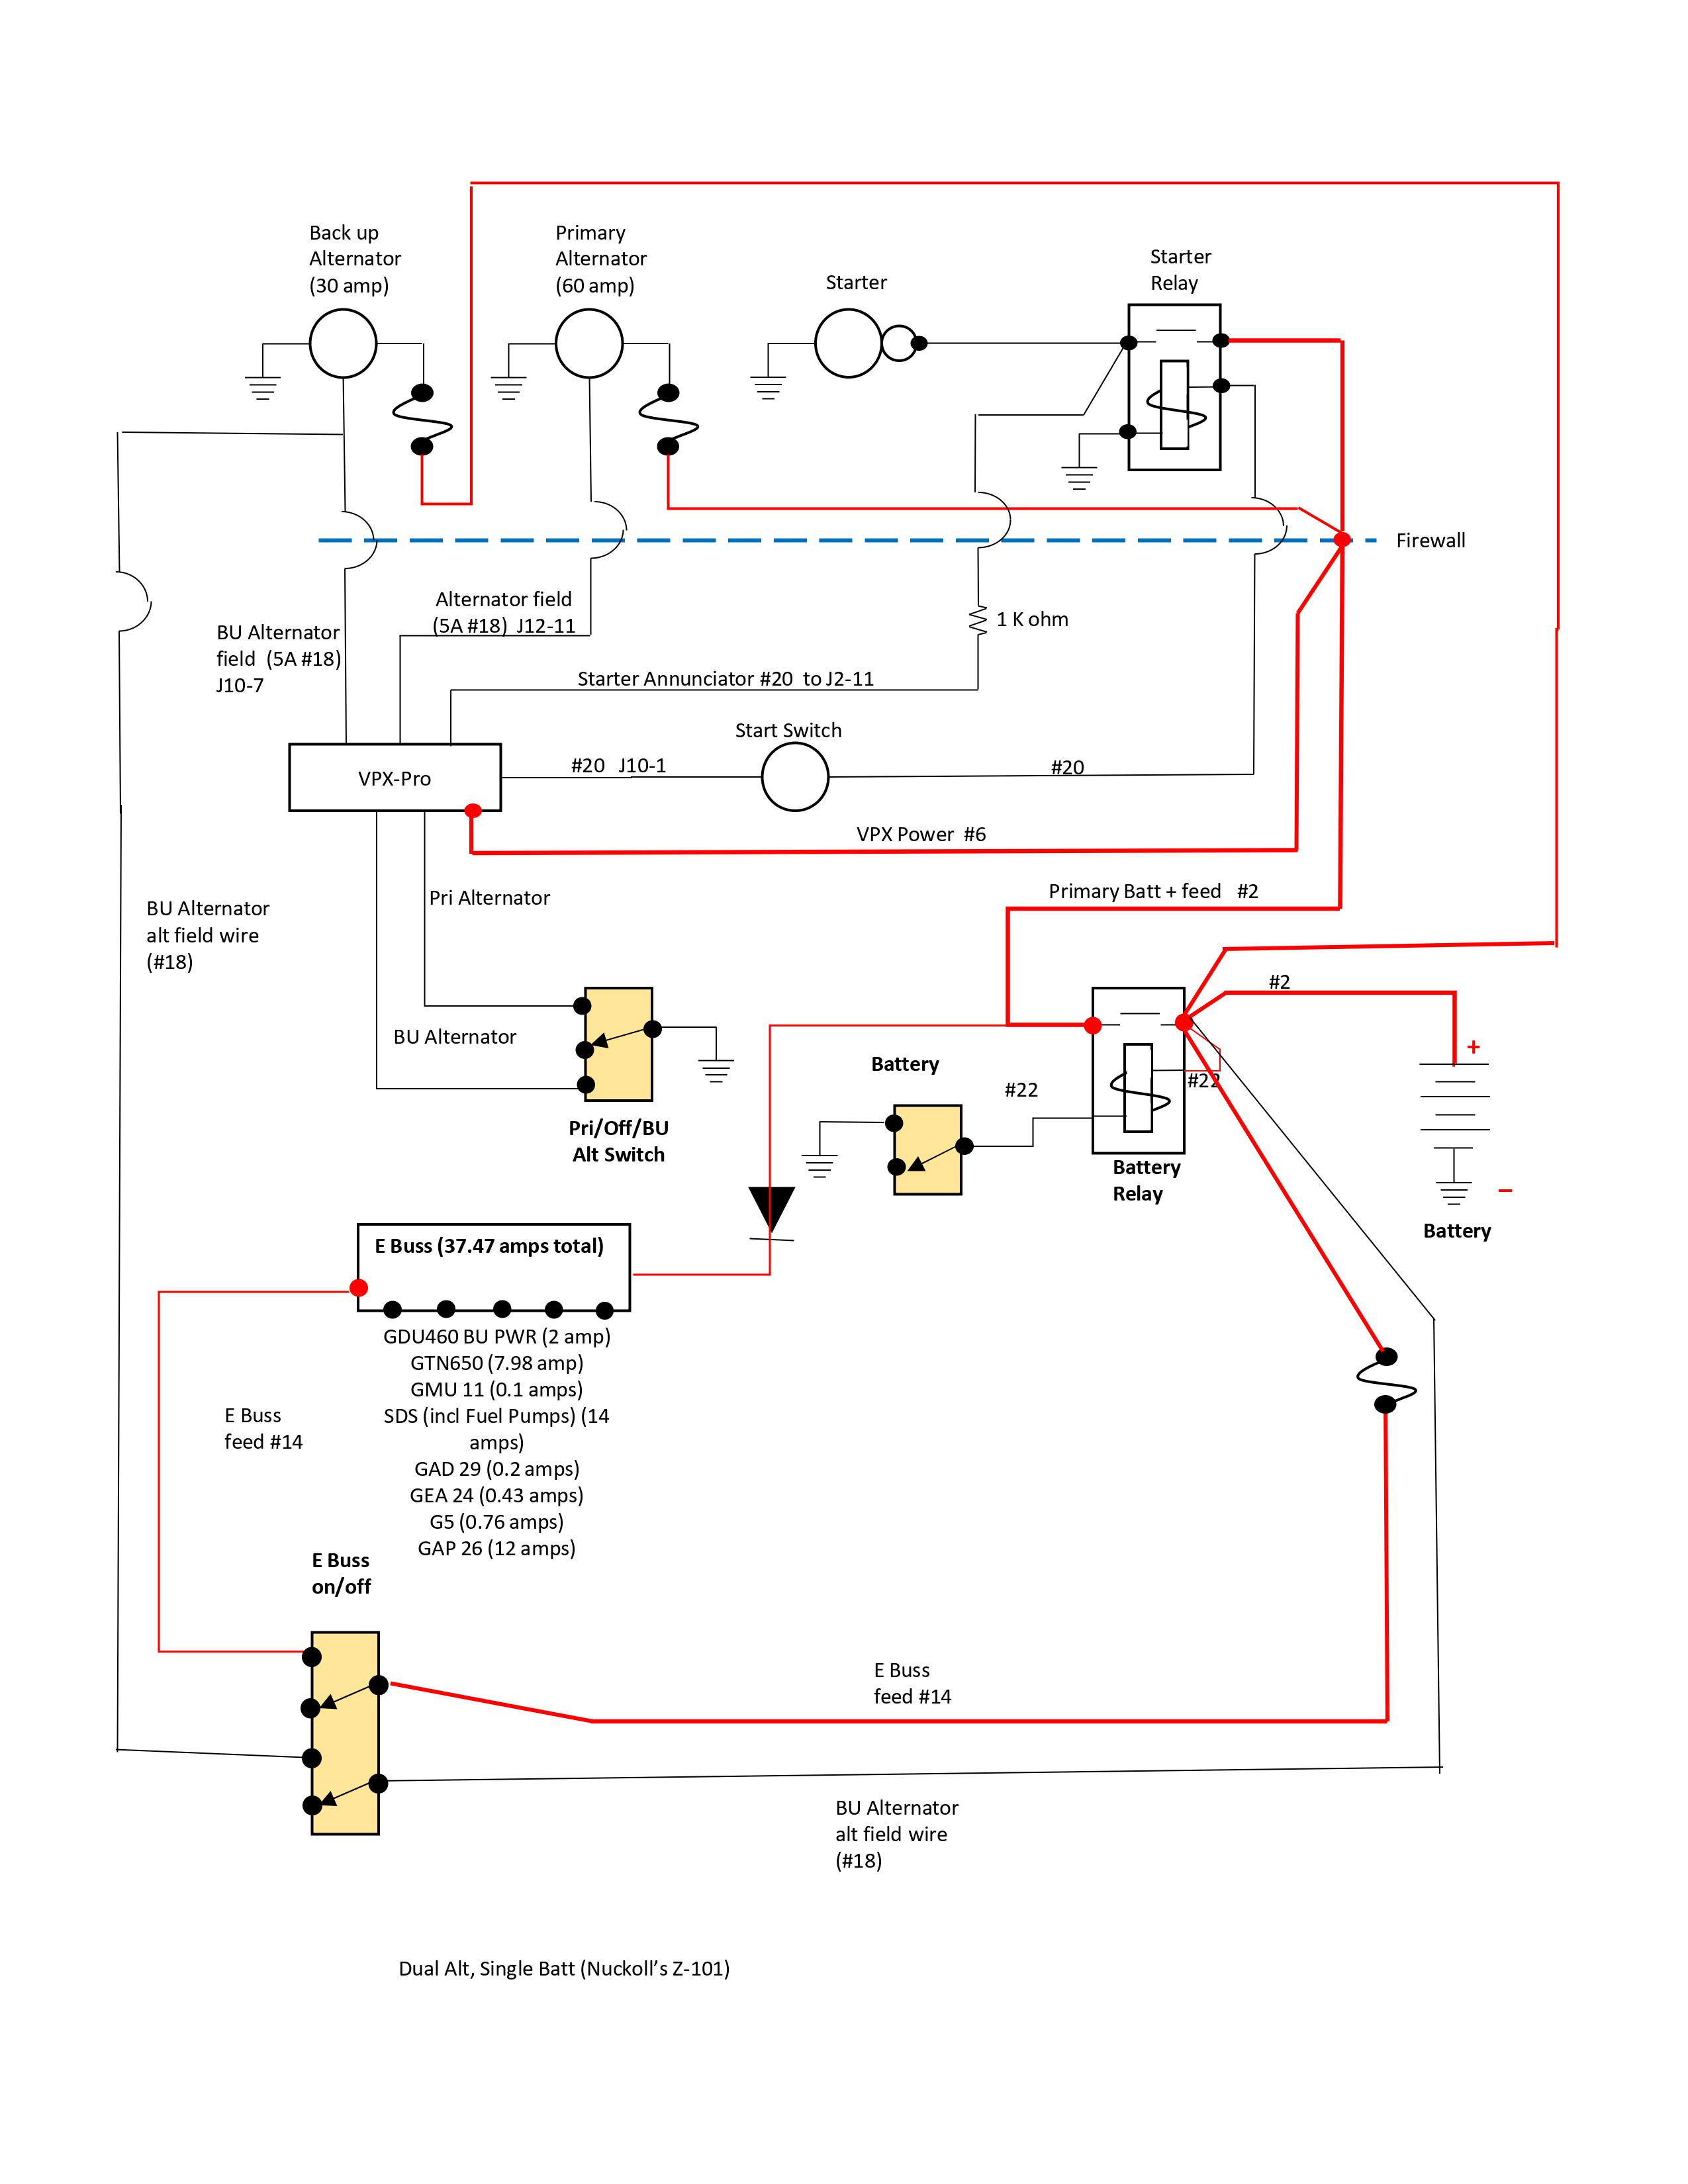 Back up
Alternator
(30 amp)
Primary
Alternator
(60 amp)
Starter
Starter
Relay
Firewall
Alternator field
(5A #18)  J12-11
1 K ohm
BU Alternator
field  (5A #18)
J10-7
Starter Annunciator #20  to J2-11
Start Switch
VPX-Pro
#20   J10-1
#20
VPX Power  #6
Primary Batt + feed   #2
Pri Alternator
BU Alternator
alt field wire
(#18)
#2
BU Alternator
+
Battery
#22
#22
Pri/Off/BU
Alt Switch
Battery
Relay
–
Battery
E Buss (37.47 amps total)
GDU460 BU PWR (2 amp)
GTN650 (7.98 amp)
GMU 11 (0.1 amps)
SDS (incl Fuel Pumps) (14
amps)
GAD 29 (0.2 amps)
GEA 24 (0.43 amps)
G5 (0.76 amps)
GAP 26 (12 amps)
E Buss
feed #14
E Buss
on/off
E Buss
feed #14
BU Alternator
alt field wire
(#18)
Dual Alt, Single Batt (Nuckoll’s Z-101)